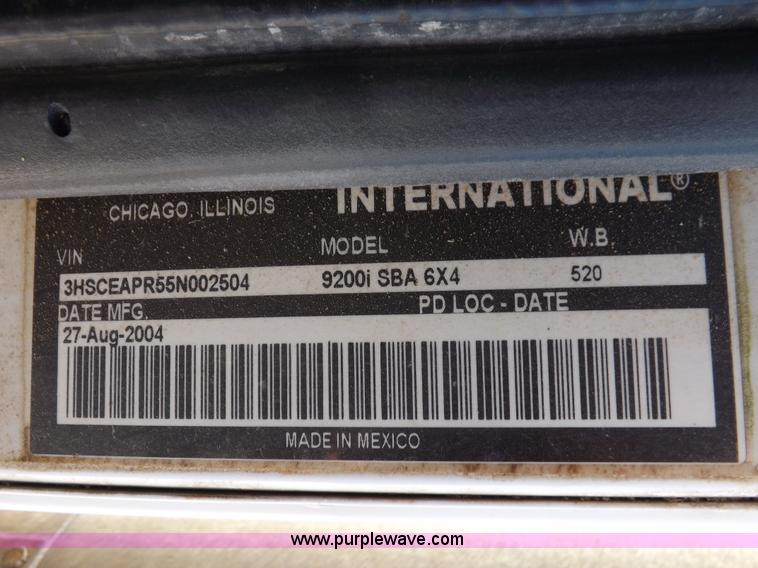 CHICAGO, ILLINOIS INTERNATIONAL®
VIN MODEL W.B.
3HSCEAPR55N002504 9200i SBA 6X4 520
DATE MFG. PD LOC - DATE
27-Aug-2004
MADE IN MEXICO
www.purplewave.com